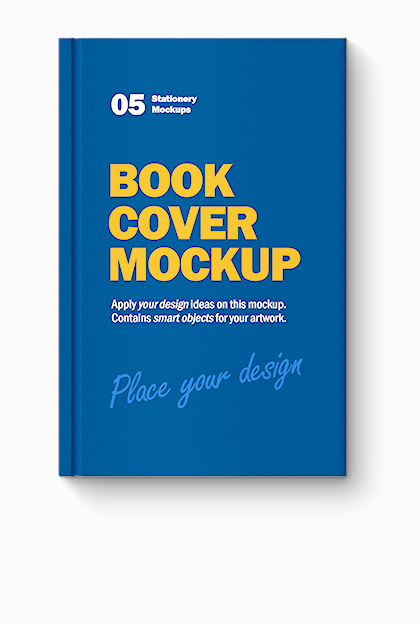 05 Stationery
Mockups
BOOK
COVER
MOCKUP
Apply your design ideas on this mockup.
Contains smart objects for your artwork.
Place your design